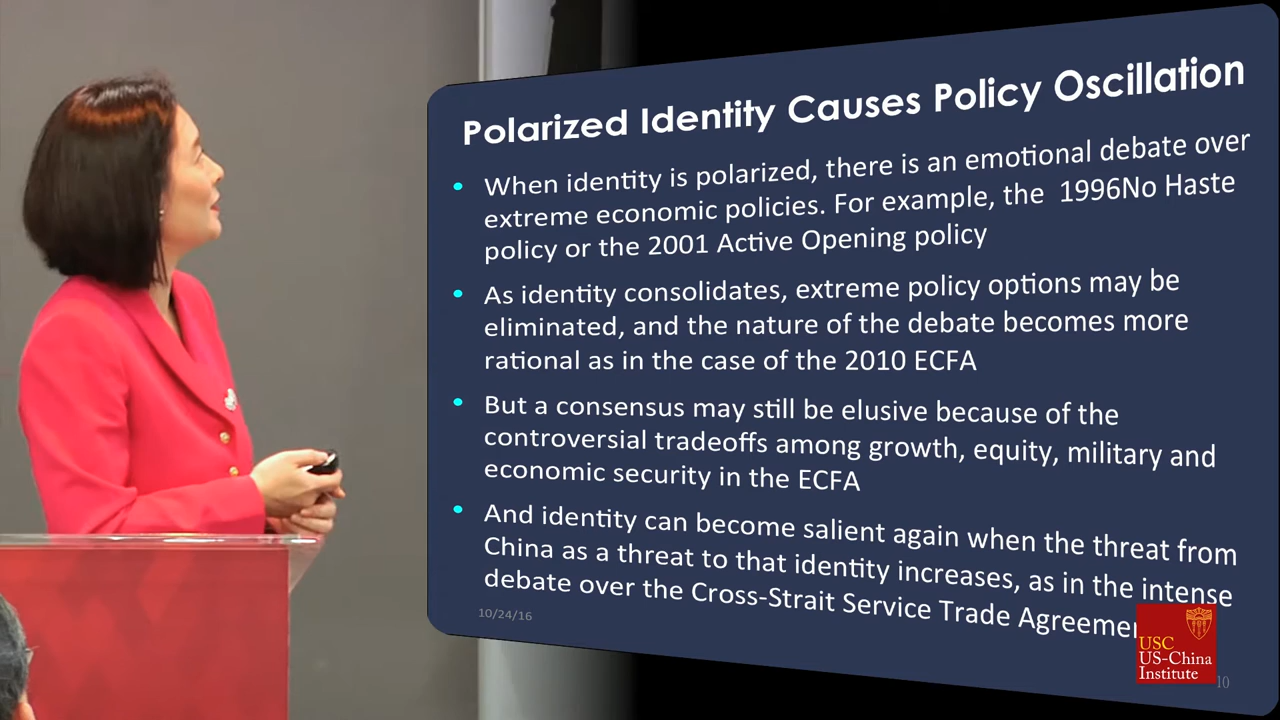 Polarized Identity Causes Policy Oscillation
When identity is polarized, there is an emotional debate over
extreme economic policies. For example, the 1996No Haste
policy or the 2001 Active Opening policy
As identity consolidates, extreme policy options may be
eliminated, and the nature of the debate becomes more
rational as in the case of the 2010 ECFA
But a consensus may still be elusive because of the
controversial tradeoffs among growth, equity, military and
economic security in the ECFA
And identity can become salient again when the threat from
China as a threat to that identity increases, as in the intense
debate over the Cross-Strait Service Trade Agreemen
10/24/16
USC
US-China
Institute
10